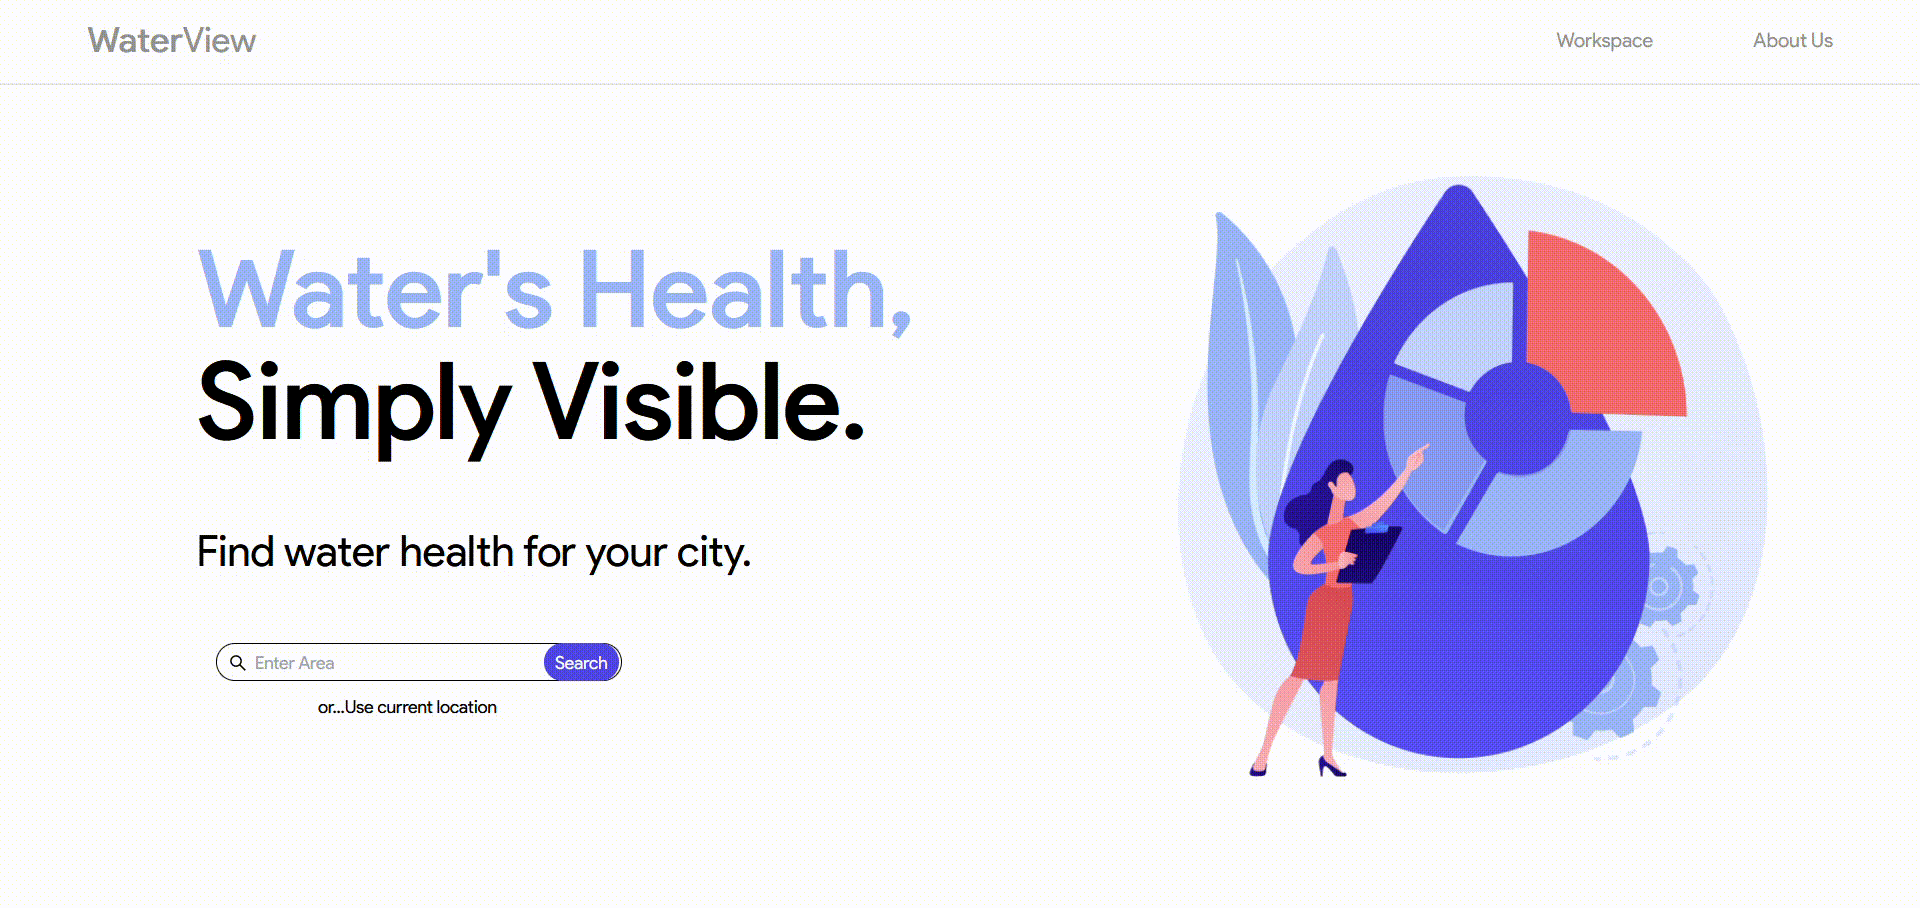 WaterView
Workspace
About Us
Water's Health,
Simply Visible.
Find water health for your city.
Enter Area
Search
or...Use current location